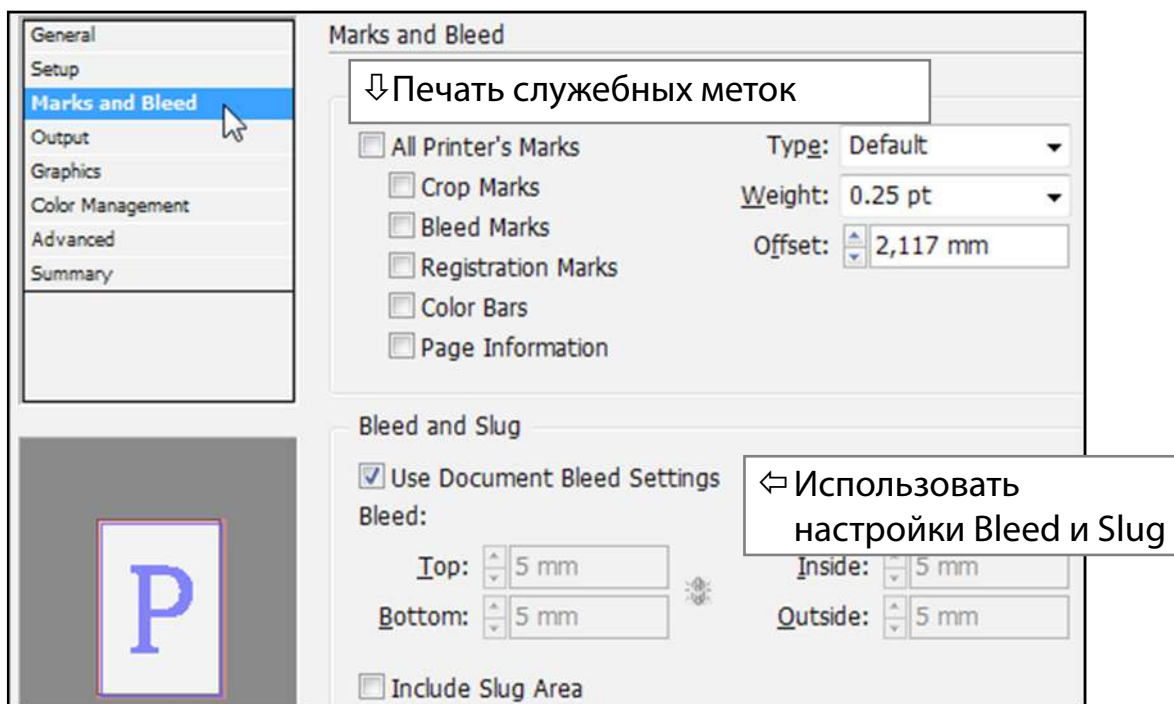 General
Setup
Marks and Bleed
Output
Graphics
Color Management
Advanced
Summary
Marks and Bleed
⇩Печать служебных меток
All Printer's Marks
Crop Marks
Bleed Marks
Registration Marks
Color Bars
Page Information
Type: Default
Weight: 0.25 pt
Offset: 2,117 mm
Bleed and Slug
Use Document Bleed Settings
⇦ Использовать
настройки Bleed и Slug
Bleed:
Top: 5 mm
Bottom: 5 mm
Inside: 5 mm
Outside: 5 mm
Include Slug Area
P